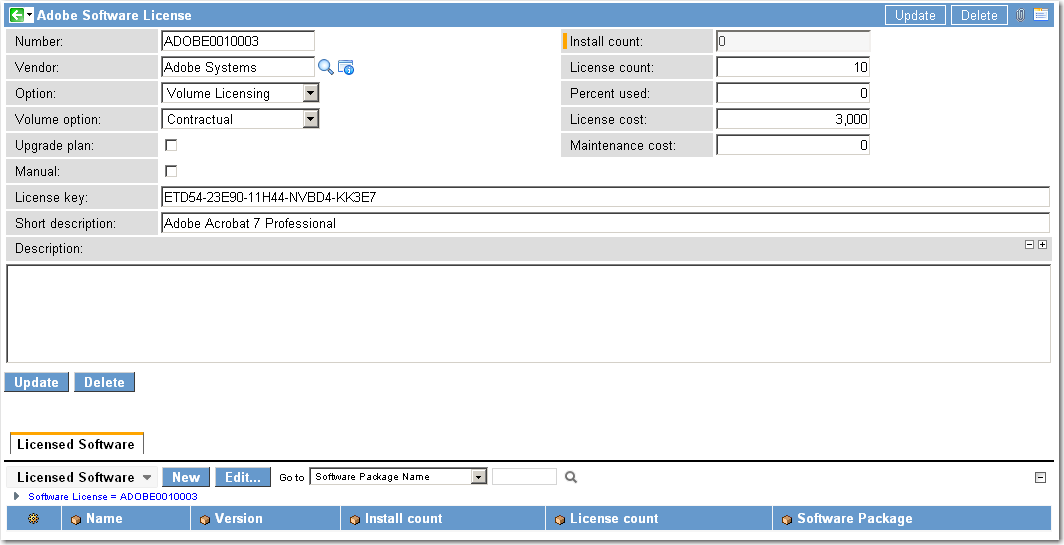 Adobe Software License Update Delete
Number: ADOBE0010003 Install count: 0
Vendor: Adobe Systems License count: 10
Option: Volume Licensing Percent used: 0
Volume option: Contractual License cost: 3,000
Upgrade plan: Maintenance cost: 0
Manual:
License key: ETD54-23E90-11H44-NVBD4-KK3E7
Short description: Adobe Acrobat 7 Professional
Description:
Update Delete
Licensed Software
Licensed Software New Edit... Go to Software Package Name
Software License = ADOBE0010003
Name Version Install count License count Software Package